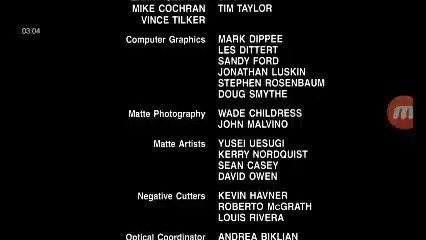 MIKE COCHRAN TIM TAYLOR
VINCE TILKER
03:04
Computer Graphics MARK DIPPEE
LES DITTERT
SANDY FORD
JONATHAN LUSKIN
STEPHEN ROSENBAUM
DOUG SMYTHE
Matte Photography WADE CHILDRESS
JOHN MALVINO
Matte Artists YUSEI UESUGI
KERRY NORDQUIST
SEAN CASEY
DAVID OWEN
Negative Cutters KEVIN HAVNER
ROBERTO McGRATH
LOUIS RIVERA
Optical Coordinator ANDREA BIKLIAN